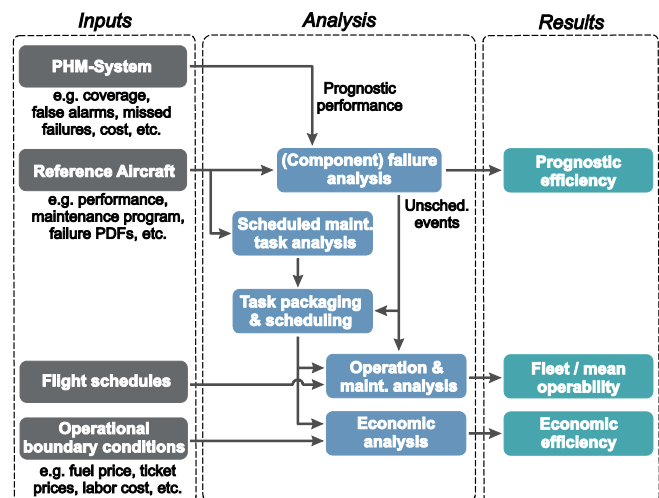 Inputs
Analysis
Results
PHM-System
e.g. coverage,
false alarms, missed
failures, cost, etc.
Prognostic
performance
Reference Aircraft
e.g. performance,
maintenance program,
failure PDFs, etc.
(Component) failure
analysis
Prognostic
efficiency
Unsched.
events
Scheduled maint.
task analysis
Task packaging
& scheduling
Flight schedules
Operation &
maint. analysis
Fleet / mean
operability
Operational
boundary conditions
e.g. fuel price, ticket
prices, labor cost, etc.
Economic
analysis
Economic
efficiency